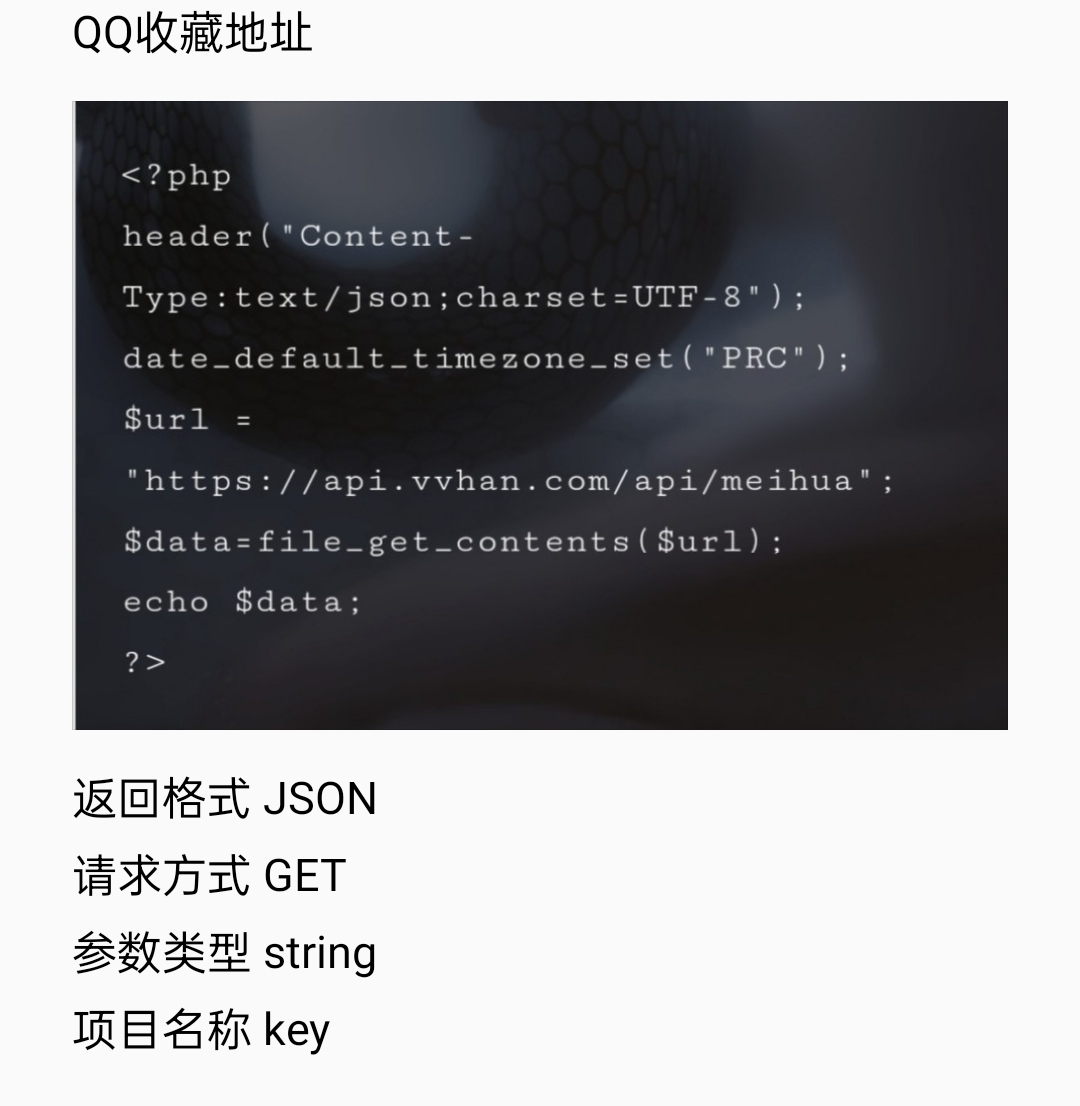 QQ收藏地址
<?php
header("Content-
Type:text/json;charset=UTF-8");
date_default_timezone_set("PRC");
$url =
"https://api.vvhan.com/api/meihua";
$data=file_get_contents($url);
echo $data;
?>
返回格式 JSON
请求方式 GET
参数类型 string
项目名称 key